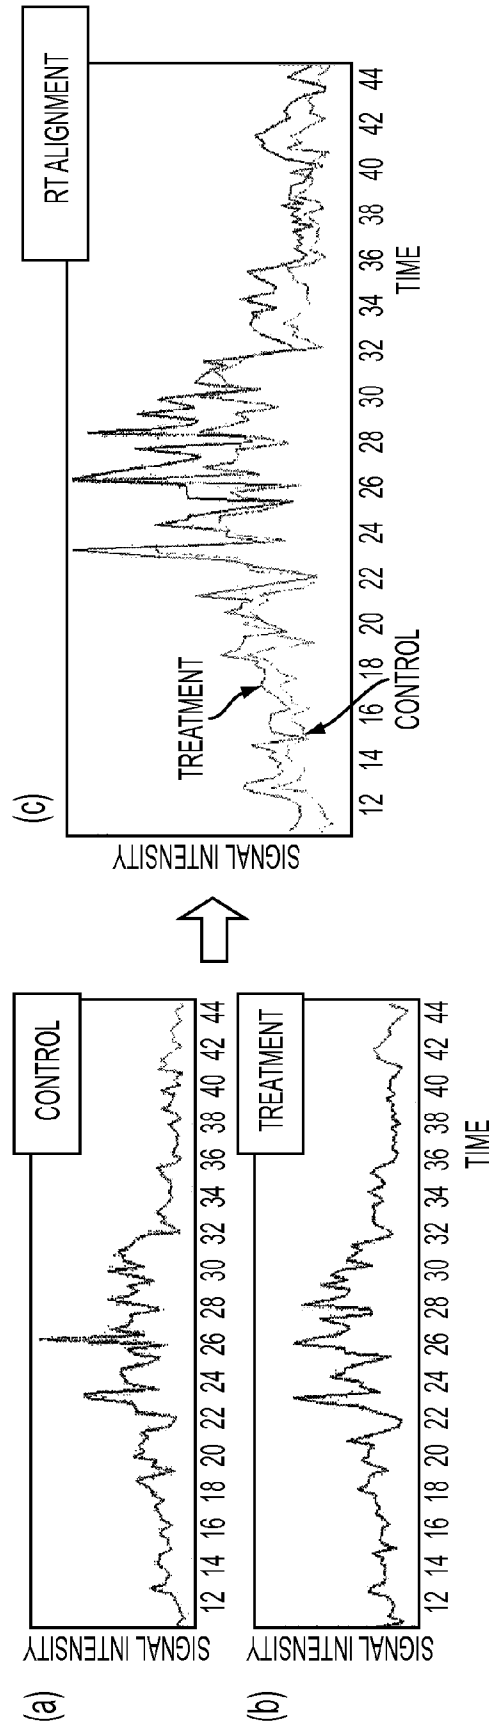 (a)
CONTROL
SIGNAL INTENSITY
12 14 16 18 20 22 24 26 28 30 32 34 36 38 40 42 44
(b)
TREATMENT
SIGNAL INTENSITY
12 14 16 18 20 22 24 26 28 30 32 34 36 38 40 42 44
TIME
(c)
RT ALIGNMENT
SIGNAL INTENSITY
TREATMENT
12 14 16 18 20 22 24 26 28 30 32 34 36 38 40 42 44
CONTROL
TIME